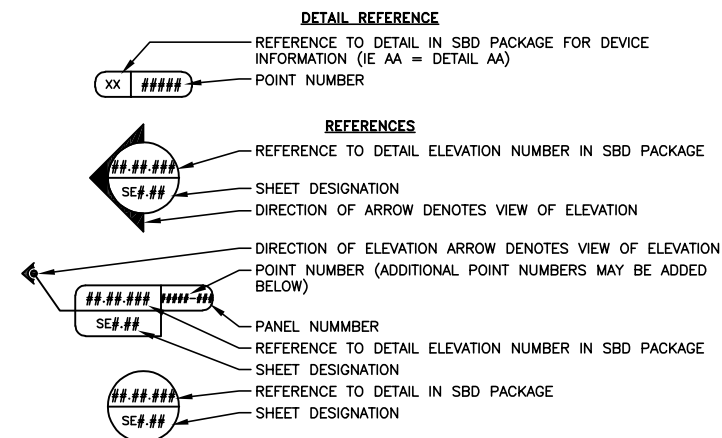 DETAIL REFERENCE
REFERENCE TO DETAIL IN SBD PACKAGE FOR DEVICE
INFORMATION (IE AA = DETAIL AA)
XX #####
POINT NUMBER
REFERENCES
REFERENCE TO DETAIL ELEVATION NUMBER IN SBD PACKAGE
##.##.###
SE#.##
SHEET DESIGNATION
DIRECTION OF ARROW DENOTES VIEW OF ELEVATION
DIRECTION OF ELEVATION ARROW DENOTES VIEW OF ELEVATION
POINT NUMBER (ADDITIONAL POINT NUMBERS MAY BE ADDED
BELOW)
##.##.### #####-###
SE#.##
PANEL NUMMBER
REFERENCE TO DETAIL ELEVATION NUMBER IN SBD PACKAGE
SHEET DESIGNATION
##.##.###
REFERENCE TO DETAIL IN SBD PACKAGE
SE#.##
SHEET DESIGNATION